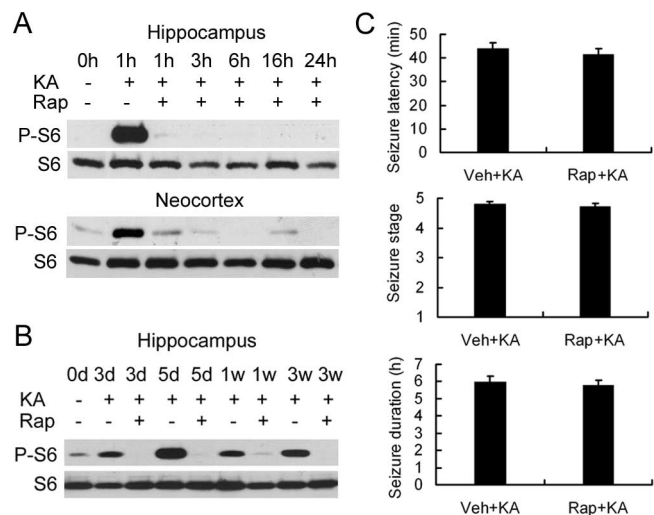 A
Hippocampus
0h 1h 1h 3h 6h 16h 24h
KA - + + + + + +
Rap - - + + + + +
P-S6
S6
Neocortex
P-S6
S6
B
Hippocampus
0d 3d 3d 5d 5d 1w 1w 3w 3w
KA - + + + + + + + +
Rap - - + - + - + - +
P-S6
S6
C
Seizure latency (min)
50
40
30
20
10
0
Veh+KA Rap+KA
Seizure stage
5
4
3
2
1
Veh+KA Rap+KA
Seizure duration (h)
7
6
5
4
3
2
1
0
Veh+KA Rap+KA